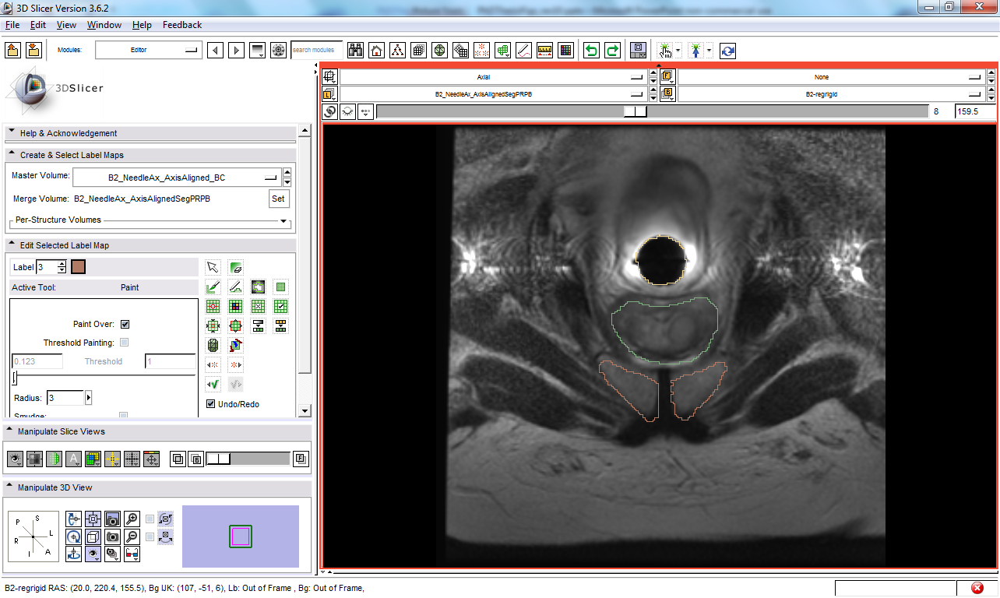 3D Slicer Version 3.6.2
File Edit View Window Help Feedback
Modules: Editor search modules
3DSlicer
Help & Acknowledgement
Create & Select Label Maps
Master Volume: B2_NeedleAx_AxisAligned_BC
Merge Volume: B2_NeedleAx_AxisAlignedSegPRPB Set
Per-Structure Volumes
Edit Selected Label Map
Label 3
Active Tool: Paint
Paint Over:
Threshold Painting:
0.123 Threshold 1
Radius: 3
Smudge:
Undo/Redo
Manipulate Slice Views
A B F
Manipulate 3D View
P S
R L
I A
Axial F None
L B2_NeedleAx_AxisAlignedSegPRPB B B2-regrigid
8 159.5
B2-regrigid RAS: (20.0, 220.4, 155.5), Bg IJK: (107, -51, 6), Lb: Out of Frame , Bg: Out of Frame,